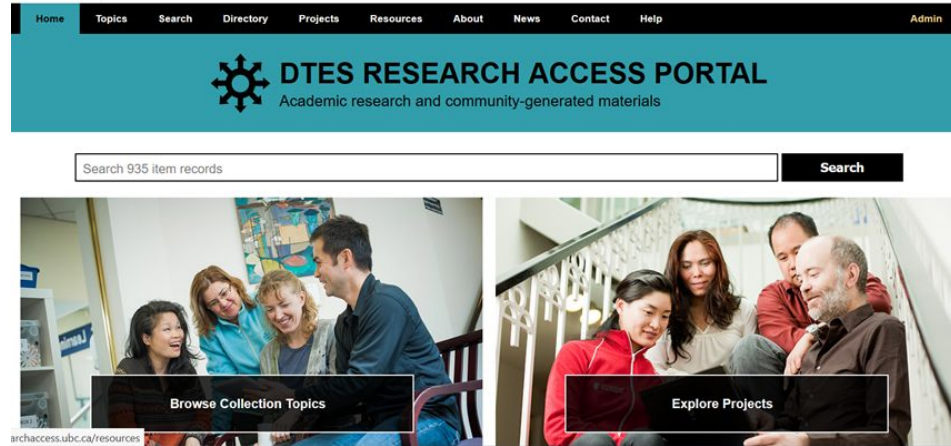 Home Topics Search Directory Projects Resources About News Contact Help Admin
DTES RESEARCH ACCESS PORTAL
Academic research and community-generated materials
Search 935 item records Search
Browse Collection Topics Explore Projects
archaccess.ubc.ca/resources